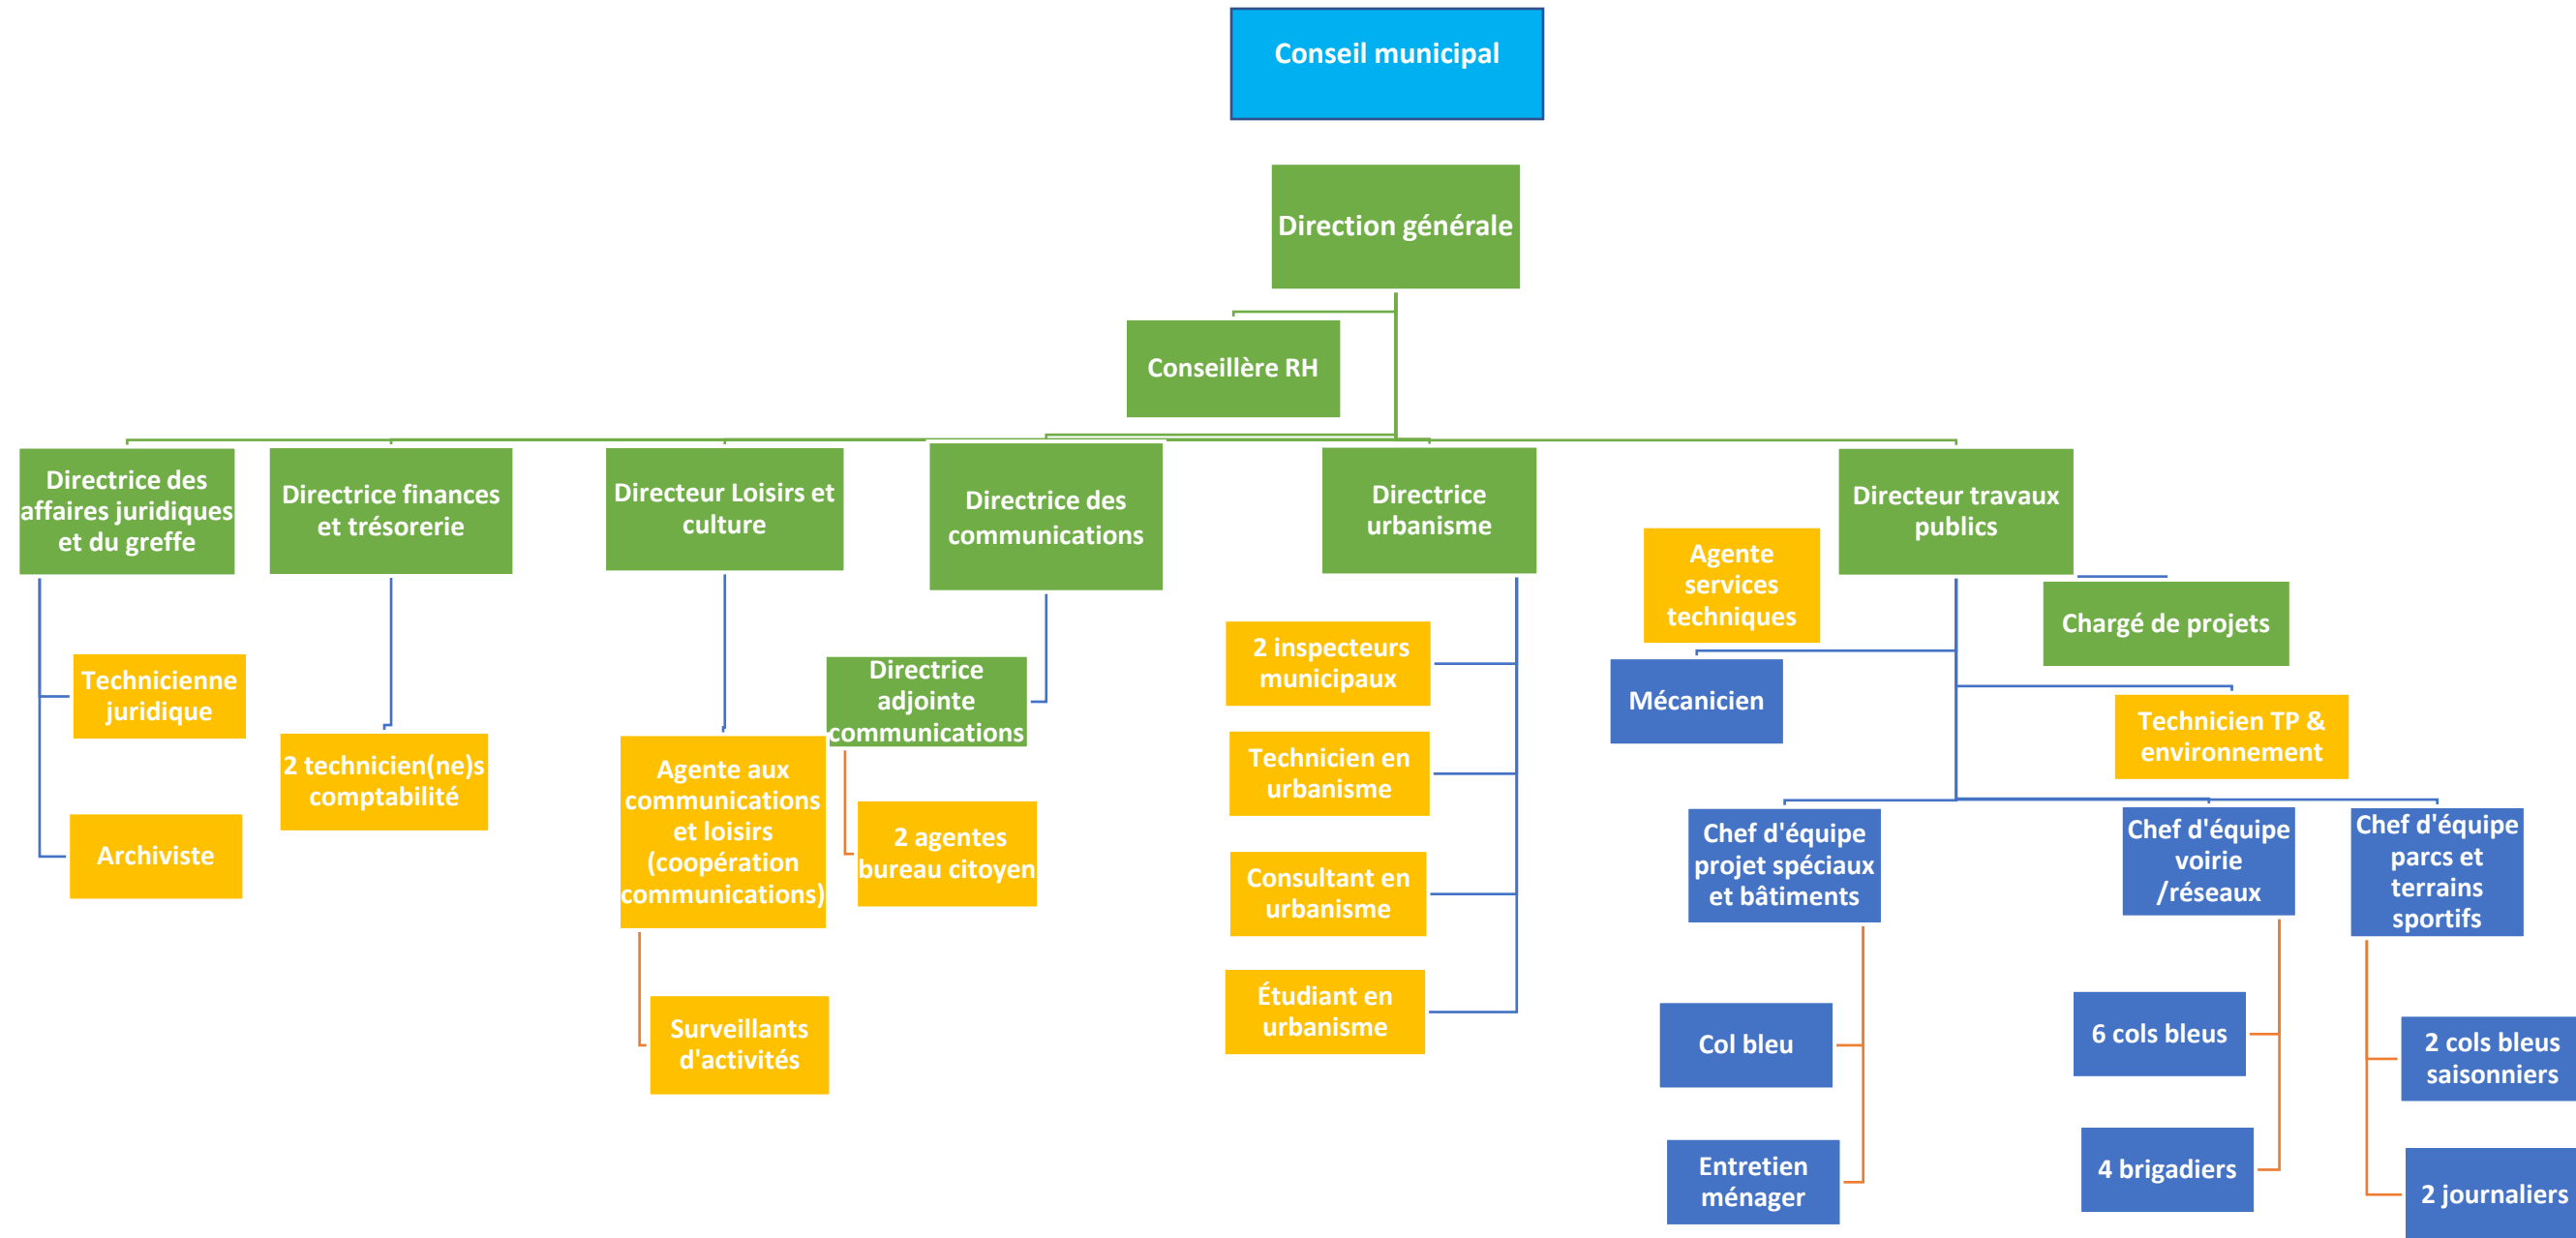 Conseil municipal
Direction générale
Conseillère RH
Directrice des
affaires juridiques
et du greffe
Directrice finances
et trésorerie
Directeur Loisirs et
culture
Directrice des
communications
Directrice
urbanisme
Directeur travaux
publics
Agente
services
techniques
Chargé de projets
Technicienne
juridique
Archiviste
2 technicien(ne)s
comptabilité
Agente aux
communications
et loisirs
(coopération
communications)
Surveillants
d'activités
Directrice
adjointe
communications
2 agentes
bureau citoyen
2 inspecteurs
municipaux
Technicien en
urbanisme
Consultant en
urbanisme
Étudiant en
urbanisme
Mécanicien
Technicien TP &
environnement
Chef d'équipe
projet spéciaux
et bâtiments
Col bleu
Entretien
ménager
Chef d'équipe
voirie
/réseaux
6 cols bleus
4 brigadiers
Chef d'équipe
parcs et
terrains
sportifs
2 cols bleus
saisonniers
2 journaliers